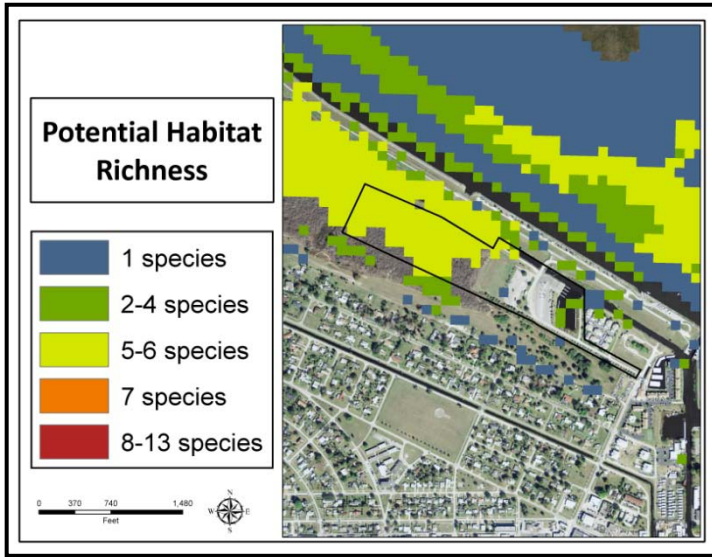 Potential Habitat
Richness
1 species
2-4 species
5-6 species
7 species
8-13 species
0 370 740 1,480
Feet
N
W E
S